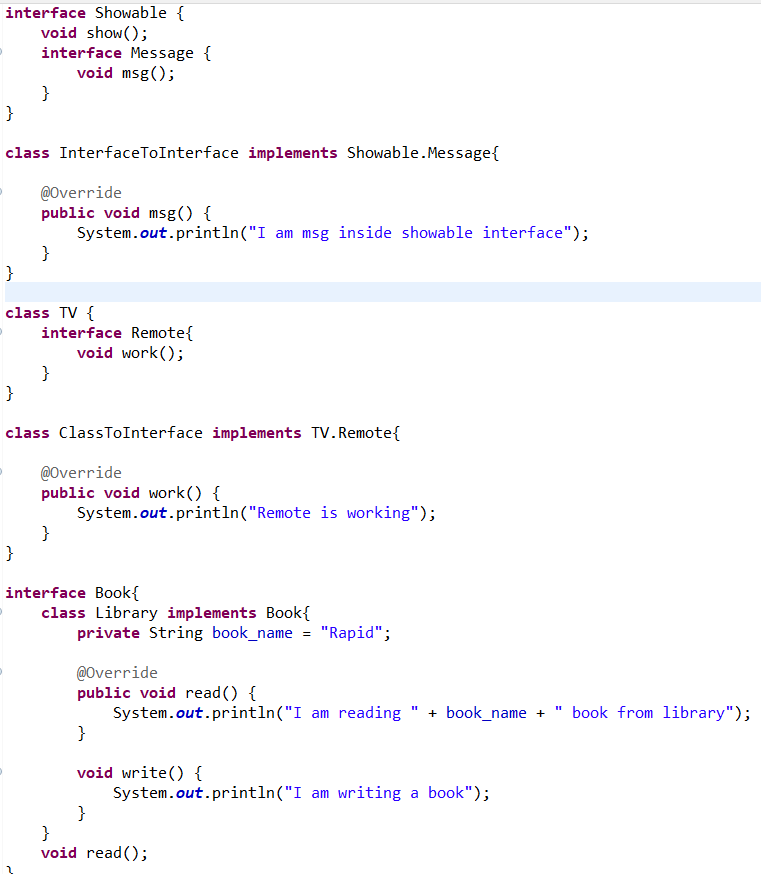 interface Showable {
    void show();
    interface Message {
        void msg();
    }
}

class InterfaceToInterface implements Showable.Message{

    @Override
    public void msg() {
        System.out.println("I am msg inside showable interface");
    }
}

class TV {
    interface Remote{
        void work();
    }
}

class ClassToInterface implements TV.Remote{

    @Override
    public void work() {
        System.out.println("Remote is working");
    }
}

interface Book{
    class Library implements Book{
        private String book_name = "Rapid";

        @Override
        public void read() {
            System.out.println("I am reading " + book_name + " book from library");
        }

        void write() {
            System.out.println("I am writing a book");
        }
    }
    void read();
}